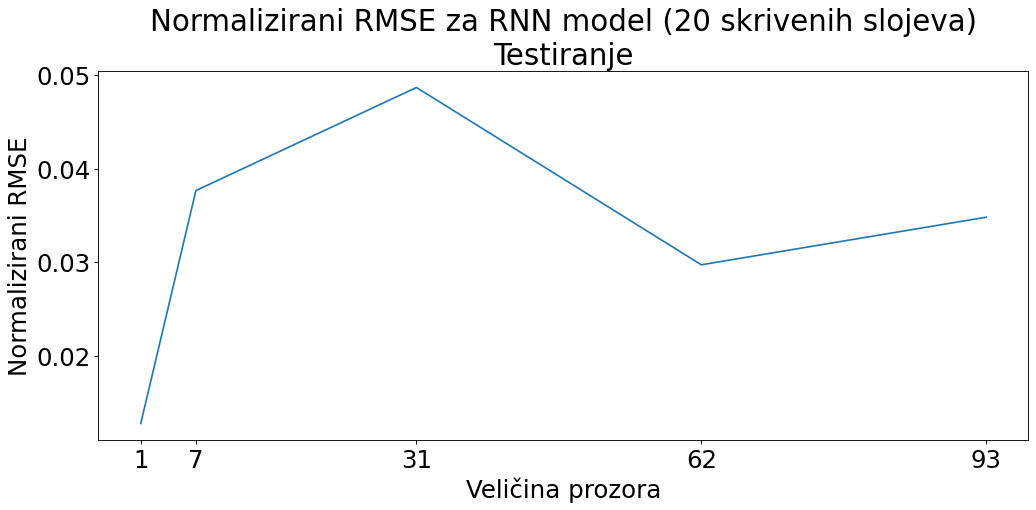 Normalizirani RMSE za RNN model (20 skrivenih slojeva)
Testiranje
Normalizirani RMSE
0.05
0.04
0.03
0.02
1 7 31 62 93
Veličina prozora